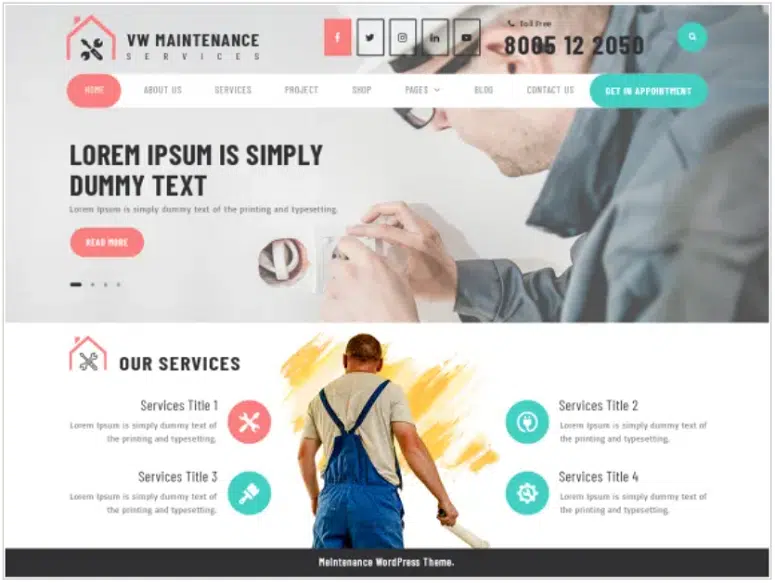 VW MAINTENANCE
SERVICES
Toll Free
8005 12 2050
HOME ABOUT US SERVICES PROJECT SHOP PAGES BLOG CONTACT US GET IN APPOINTMENT
LOREM IPSUM IS SIMPLY
DUMMY TEXT
Lorem Ipsum is simply dummy text of the printing and typesetting.
READ MORE
OUR SERVICES
Services Title 1
Lorem Ipsum is simply dummy text of
the printing and typesetting.
Services Title 2
Lorem Ipsum is simply dummy text of
the printing and typesetting.
Services Title 3
Lorem Ipsum is simply dummy text of
the printing and typesetting.
Services Title 4
Lorem Ipsum is simply dummy text of
the printing and typesetting.
Meintenance WordPress Theme.